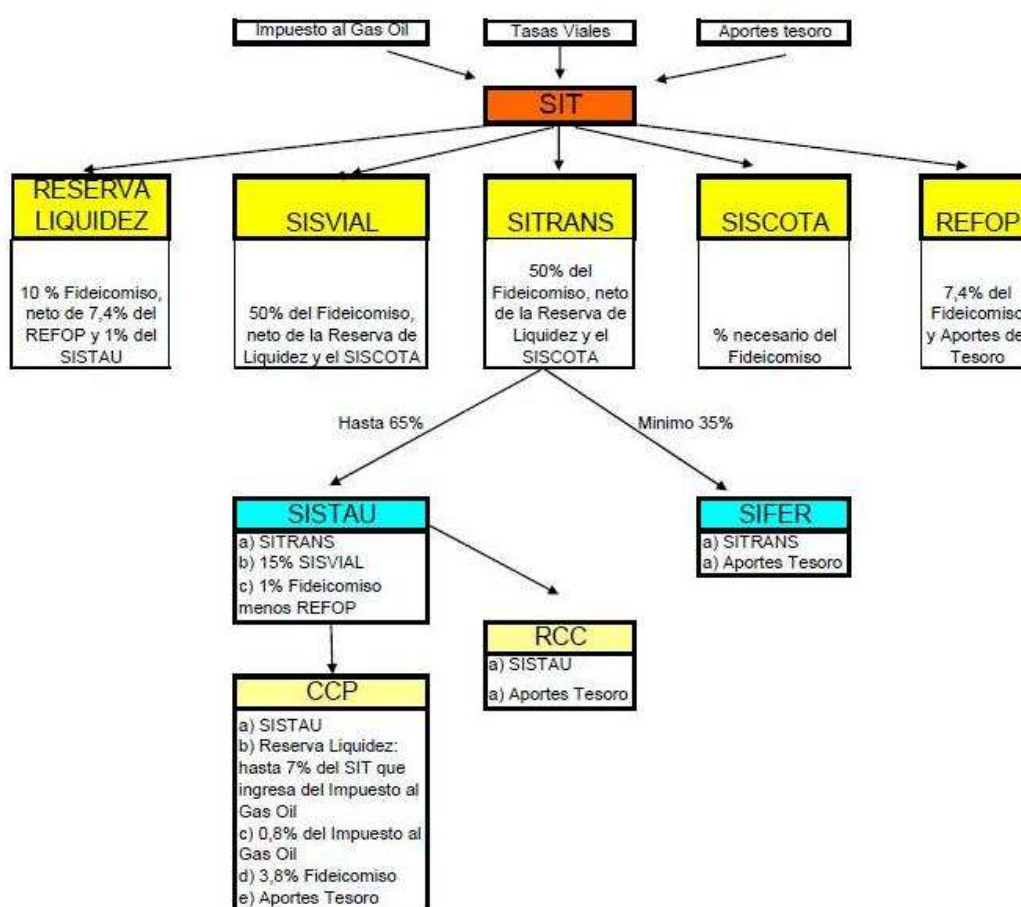 Impuesto al Gas Oil
Tasas Viales
Aportes tesoro
SIT
RESERVA
LIQUIDEZ
10 % Fideicomiso,
neto de 7,4% del
REFOP y 1% del
SISTAU
SISVIAL
50% del Fideicomiso,
neto de la Reserva de
Liquidez y el SISCOTA
SITRANS
50% del
Fideicomiso, neto
de la Reserva de
Liquidez y el
SISCOTA
SISCOTA
% necesario del
Fideicomiso
REFOP
7,4% del
Fideicomiso
y Aportes de
Tesoro
Hasta 65%
Minimo 35%
SISTAU
a) SITRANS
b) 15% SISVIAL
c) 1% Fideicomiso
menos REFOP
SIFER
a) SITRANS
a) Aportes Tesoro
RCC
a) SISTAU
a) Aportes Tesoro
CCP
a) SISTAU
b) Reserva Liquidez:
hasta 7% del SIT que
ingresa del Impuesto al
Gas Oil
c) 0,8% del Impuesto al
Gas Oil
d) 3,8% Fideicomiso
e) Aportes Tesoro